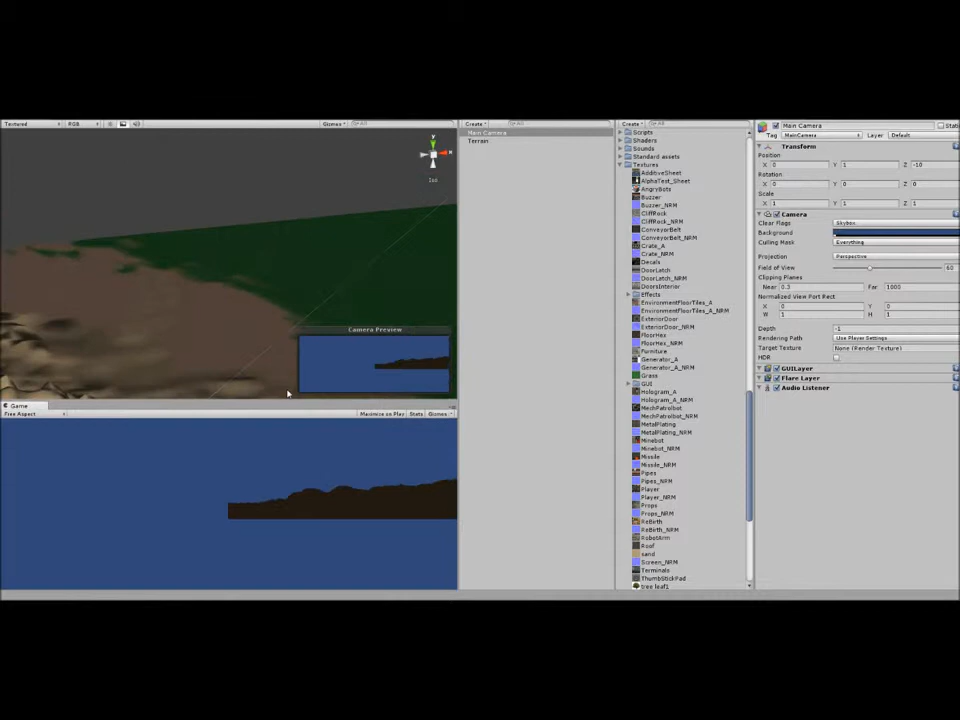 Textured RGB Gizmos All
Y
X
Iso
Camera Preview
Game
Free Aspect Maximize on Play Stats Gizmos
Create All
Main Camera
Terrain
Create All
Scripts
Shaders
Sounds
Standard assets
Textures
AdditiveSheet
AlphaTest_Sheet
AngryBots
Buzzer
Buzzer_NRM
CliffRock
CliffRock_NRM
ConveyorBelt
ConveyorBelt_NRM
Crate_A
Crate_NRM
Decals
DoorLatch
DoorLatch_NRM
DoorsInterior
Effects
EnvironmentFloorTiles_A
EnvironmentFloorTiles_A_NRM
ExteriorDoor
ExteriorDoor_NRM
FloorHex
FloorHex_NRM
Furniture
Generator_A
Generator_A_NRM
Grass
GUI
Hologram_A
Hologram_A_NRM
MechPatrolbot
MechPatrolbot_NRM
MetalPlating
MetalPlating_NRM
Minebot
Minebot_NRM
Missile
Missile_NRM
Pipes
Pipes_NRM
Player
Player_NRM
Props
Props_NRM
ReBirth
ReBirth_NRM
RobotArm
Roof
sand
Screen_NRM
Terminals
ThumbStickPad
tree leaf1
Main Camera Stati
Tag MainCamera Layer Default
Transform
Position
X 0 Y 1 Z -10
Rotation
X 0 Y 0 Z 0
Scale
X 1 Y 1 Z 1
Camera
Clear Flags Skybox
Background
Culling Mask Everything
Projection Perspective
Field of View 60
Clipping Planes
Near 0.3 Far 1000
Normalized View Port Rect
X 0 Y 0
W 1 H 1
Depth -1
Rendering Path Use Player Settings
Target Texture None (Render Texture)
HDR
GUILayer
Flare Layer
Audio Listener